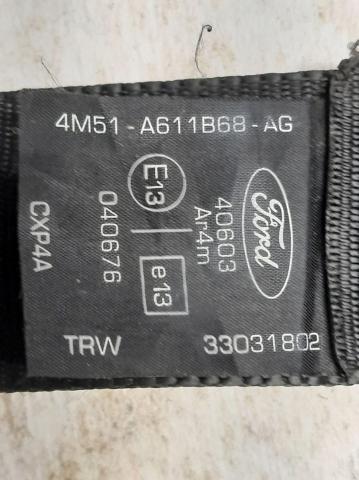 4M51-A611B68-AG
Ford
40603
Ar4m
E13
e13
040676
CXP4A
TRW 33031802